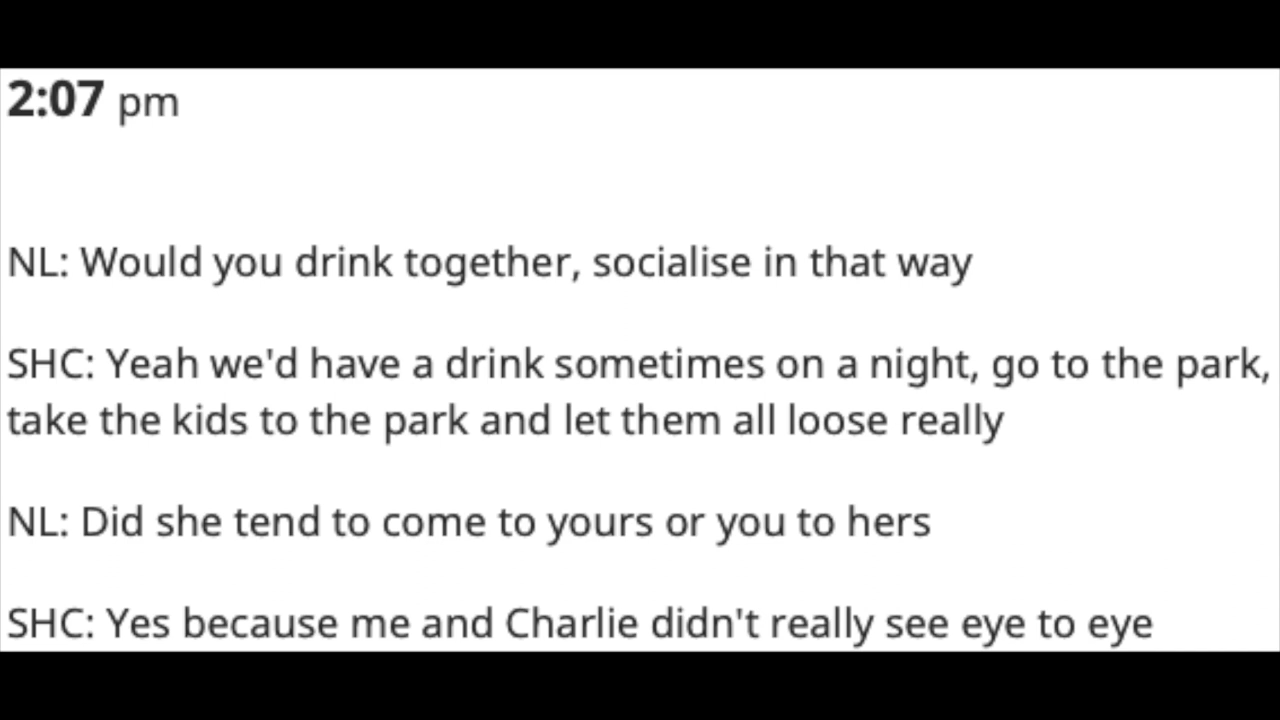 2:07 pm
NL: Would you drink together, socialise in that way
SHC: Yeah we'd have a drink sometimes on a night, go to the park,
take the kids to the park and let them all loose really
NL: Did she tend to come to yours or you to hers
SHC: Yes because me and Charlie didn't really see eye to eye